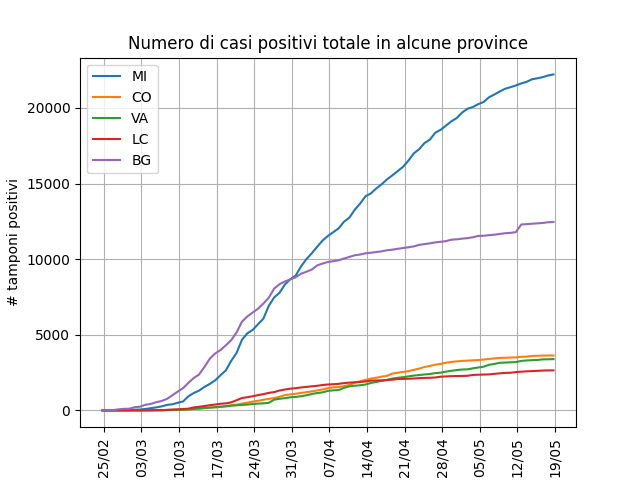 Numero di casi positivi totale in alcune province
# tamponi positivi
20000
15000
10000
5000
0
MI
CO
VA
LC
BG
25/02
03/03
10/03
17/03
24/03
31/03
07/04
14/04
21/04
28/04
05/05
12/05
19/05